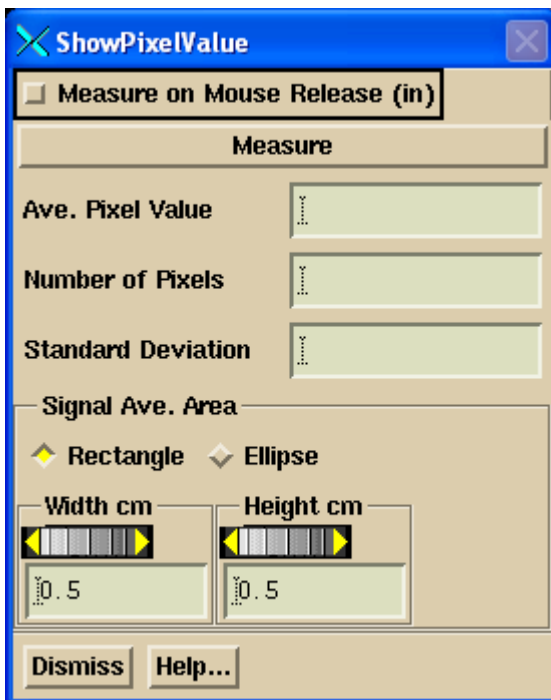 ShowPixelValue
Measure on Mouse Release (in)
Measure
Ave. Pixel Value
Number of Pixels
Standard Deviation
Signal Ave. Area
Rectangle Ellipse
Width cm Height cm
0.5 0.5
Dismiss Help...